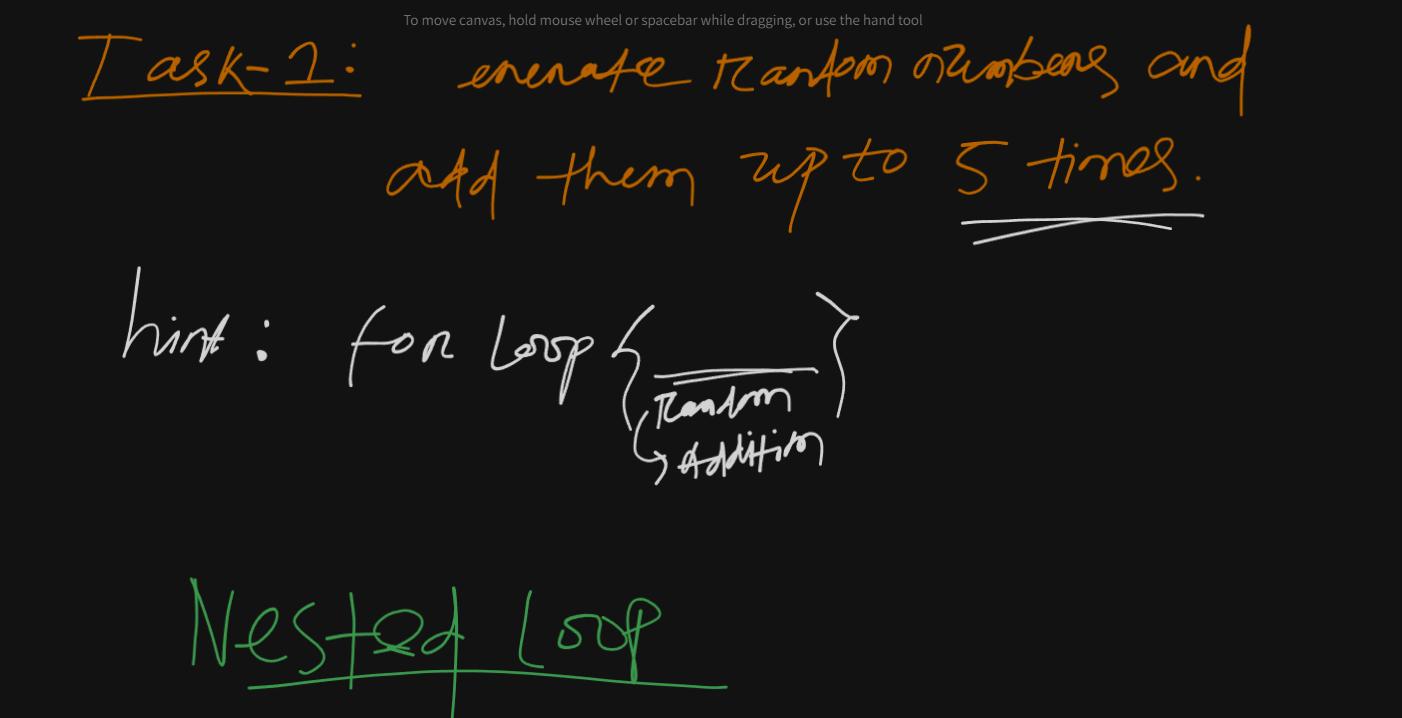 To move canvas, hold mouse wheel or spacebar while dragging, or use the hand tool
Task-1: enerate random numbers and
add them up to 5 times.
hint: for Loop { }
random
Addition
Nested Loop